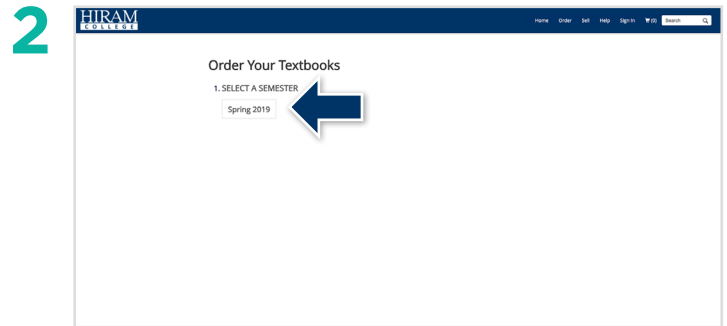 2
HIRAM
COLLEGE
Home Order Sell Help Sign In (0) Search
Order Your Textbooks
1. SELECT A SEMESTER
Spring 2019